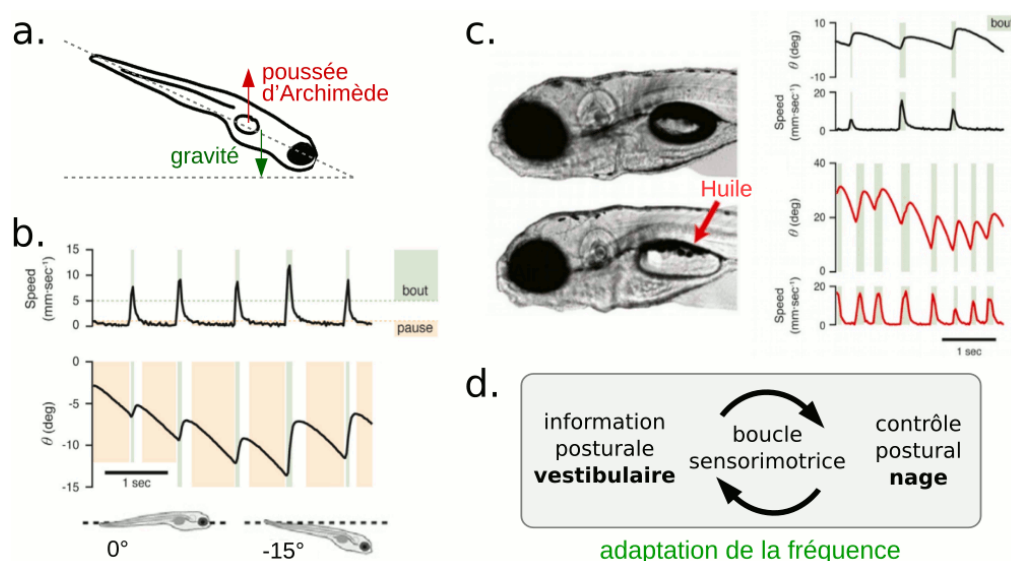 a.
poussée
d'Archimède
gravité
b.
15
10
5
0
Speed
(mm·sec⁻¹)
bout
pause
0
-5
-10
-15
θ (deg)
1 sec
0°
-15°
c.
Huile
bout
10
0
-10
θ (deg)
20
0
Speed
(mm·sec⁻¹)
40
20
0
θ (deg)
20
0
Speed
(mm·sec⁻¹)
1 sec
d.
information
posturale
vestibulaire
boucle
sensorimotrice
contrôle
postural
nage
adaptation de la fréquence